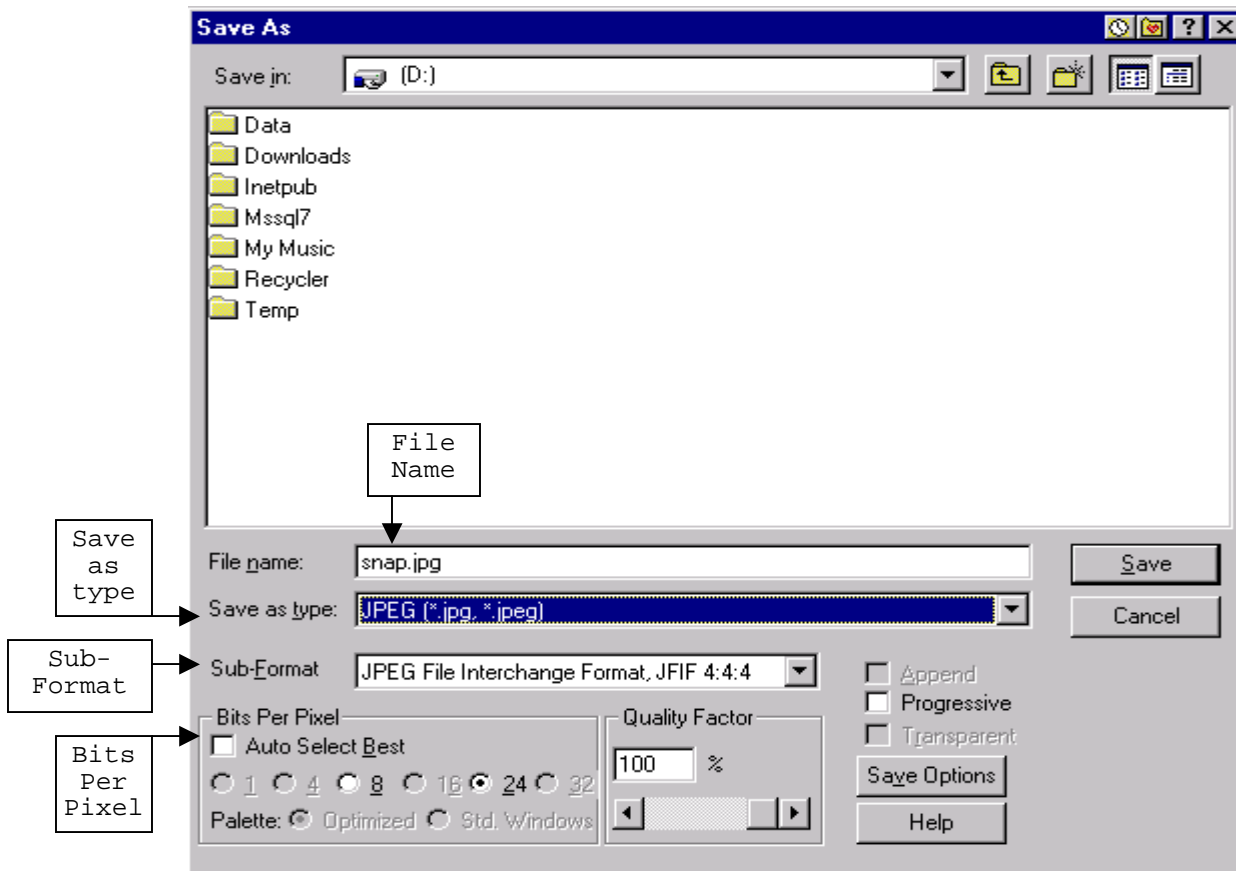 Save As
Save in:
(D:)
Data
Downloads
Inetpub
Mssql7
My Music
Recycler
Temp
File
Name
Save
as
type
File name:
snap.jpg
Save
Save as type:
JPEG (*.jpg, *.jpeg)
Cancel
Sub-
Format
Sub-Format
JPEG File Interchange Format, JFIF 4:4:4
Append
Progressive
Transparent
Bits
Per
Pixel
Bits Per Pixel
Auto Select Best
1 4 8 16 24 32
Palette: Optimized Std. Windows
Quality Factor
100 %
Save Options
Help